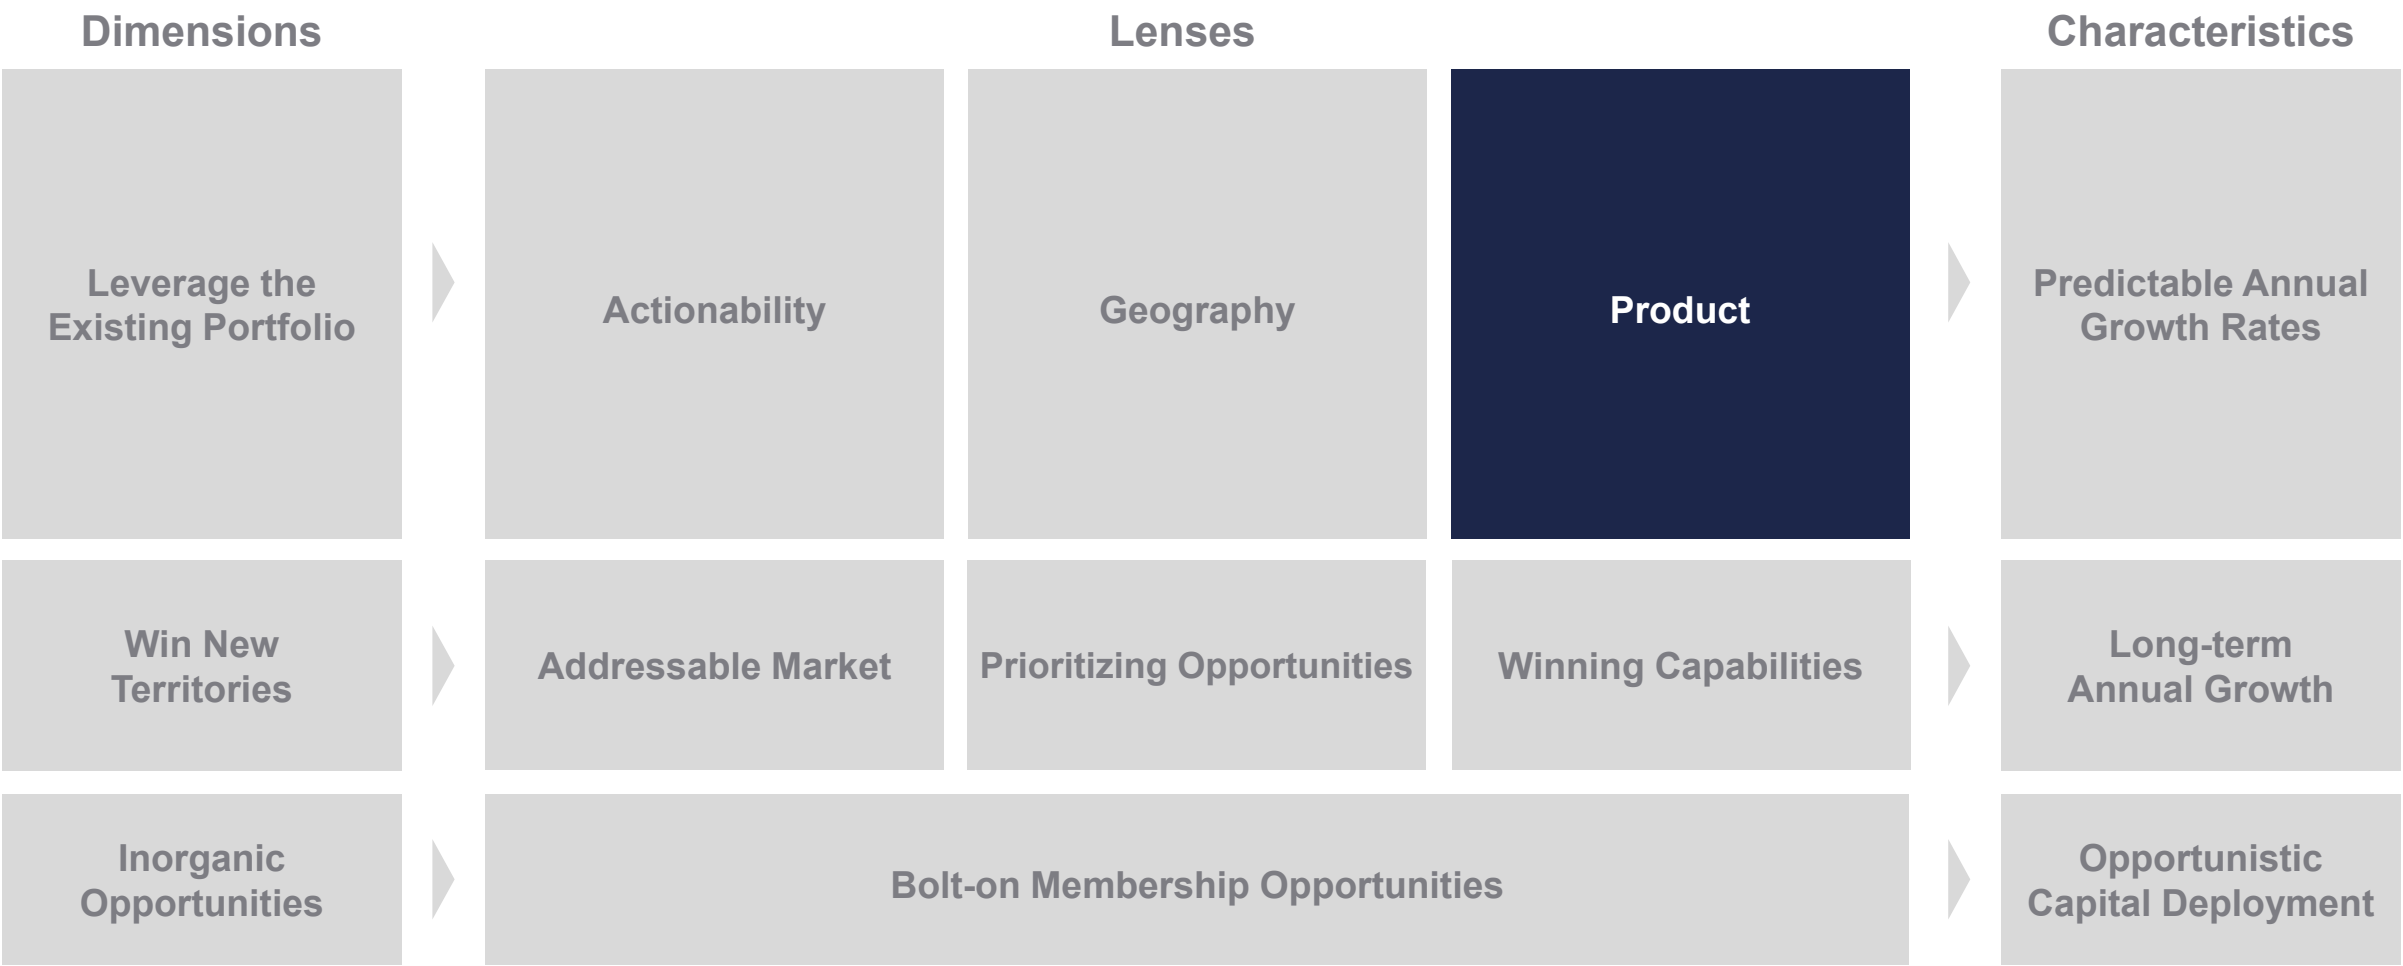 Dimensions
Lenses
Characteristics
Leverage the
Existing Portfolio
Actionability
Geography
Product
Predictable Annual
Growth Rates
Win New
Territories
Addressable Market
Prioritizing Opportunities
Winning Capabilities
Long-term
Annual Growth
Inorganic
Opportunities
Bolt-on Membership Opportunities
Opportunistic
Capital Deployment